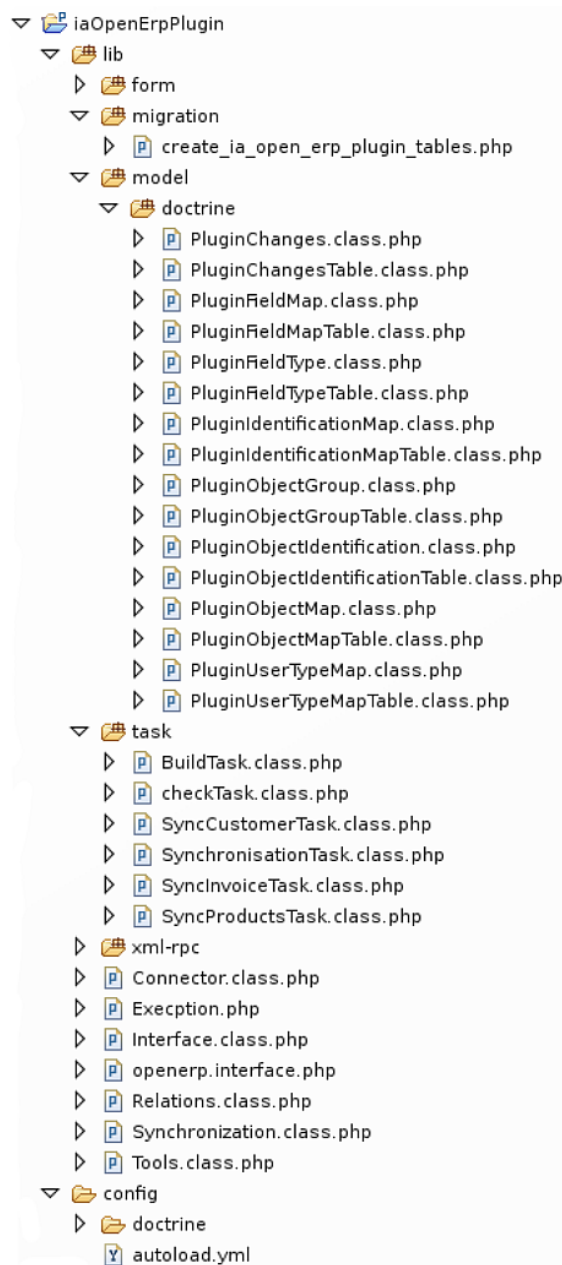 iaOpenErpPlugin
lib
form
migration
create_ia_open_erp_plugin_tables.php
model
doctrine
PluginChanges.class.php
PluginChangesTable.class.php
PluginFieldMap.class.php
PluginFieldMapTable.class.php
PluginFieldType.class.php
PluginFieldTypeTable.class.php
PluginIdentificationMap.class.php
PluginIdentificationMapTable.class.php
PluginObjectGroup.class.php
PluginObjectGroupTable.class.php
PluginObjectIdentification.class.php
PluginObjectIdentificationTable.class.php
PluginObjectMap.class.php
PluginObjectMapTable.class.php
PluginUserTypeMap.class.php
PluginUserTypeMapTable.class.php
task
BuildTask.class.php
checkTask.class.php
SyncCustomerTask.class.php
SynchronisationTask.class.php
SyncInvoiceTask.class.php
SyncProductsTask.class.php
xml-rpc
Connector.class.php
Execption.php
Interface.class.php
openerp.interface.php
Relations.class.php
Synchronization.class.php
Tools.class.php
config
doctrine
autoload.yml